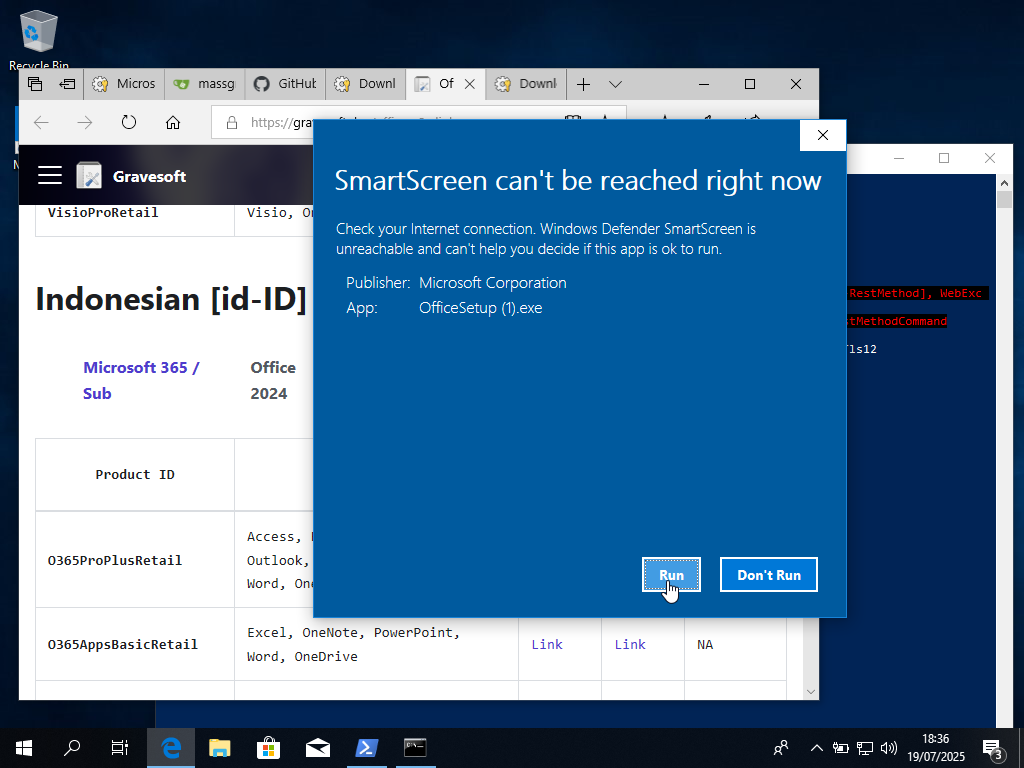 Recycle Bin
Micros
massg
GitHub
Downl
Of
Downl
https://gra
Gravesoft
VisioProRetail
Visio, On
Indonesian [id-ID]
Microsoft 365 /
Sub
Office
2024
Product ID
O365ProPlusRetail
Access,
Outlook,
Word, One
O365AppsBasicRetail
Excel, OneNote, PowerPoint,
Word, OneDrive
Link
Link
NA
SmartScreen can't be reached right now
Check your Internet connection. Windows Defender SmartScreen is
unreachable and can't help you decide if this app is ok to run.
Publisher: Microsoft Corporation
App: OfficeSetup (1).exe
Run
Don't Run
RestMethod], WebExc
stMethodCommand
ls12
18:36
19/07/2025
3